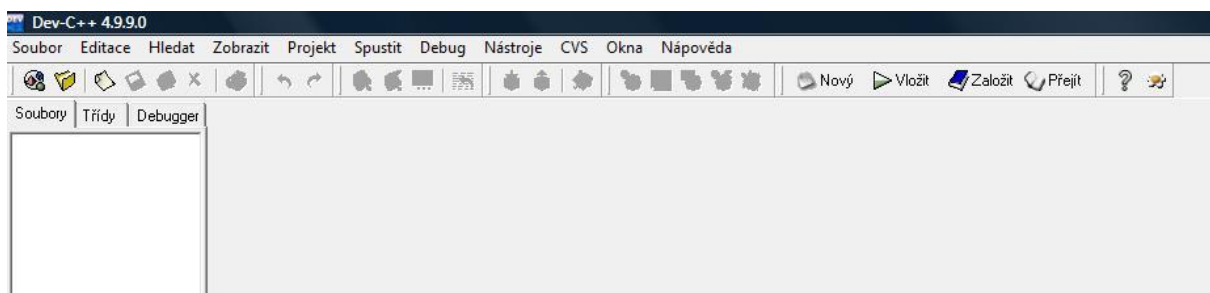 Dev-C++ 4.9.9.0
Soubor Editace Hledat Zobrazit Projekt Spustit Debug Nástroje CVS Okna Nápověda
Nový Vložit Založit Přejít
Soubory Třídy Debugger